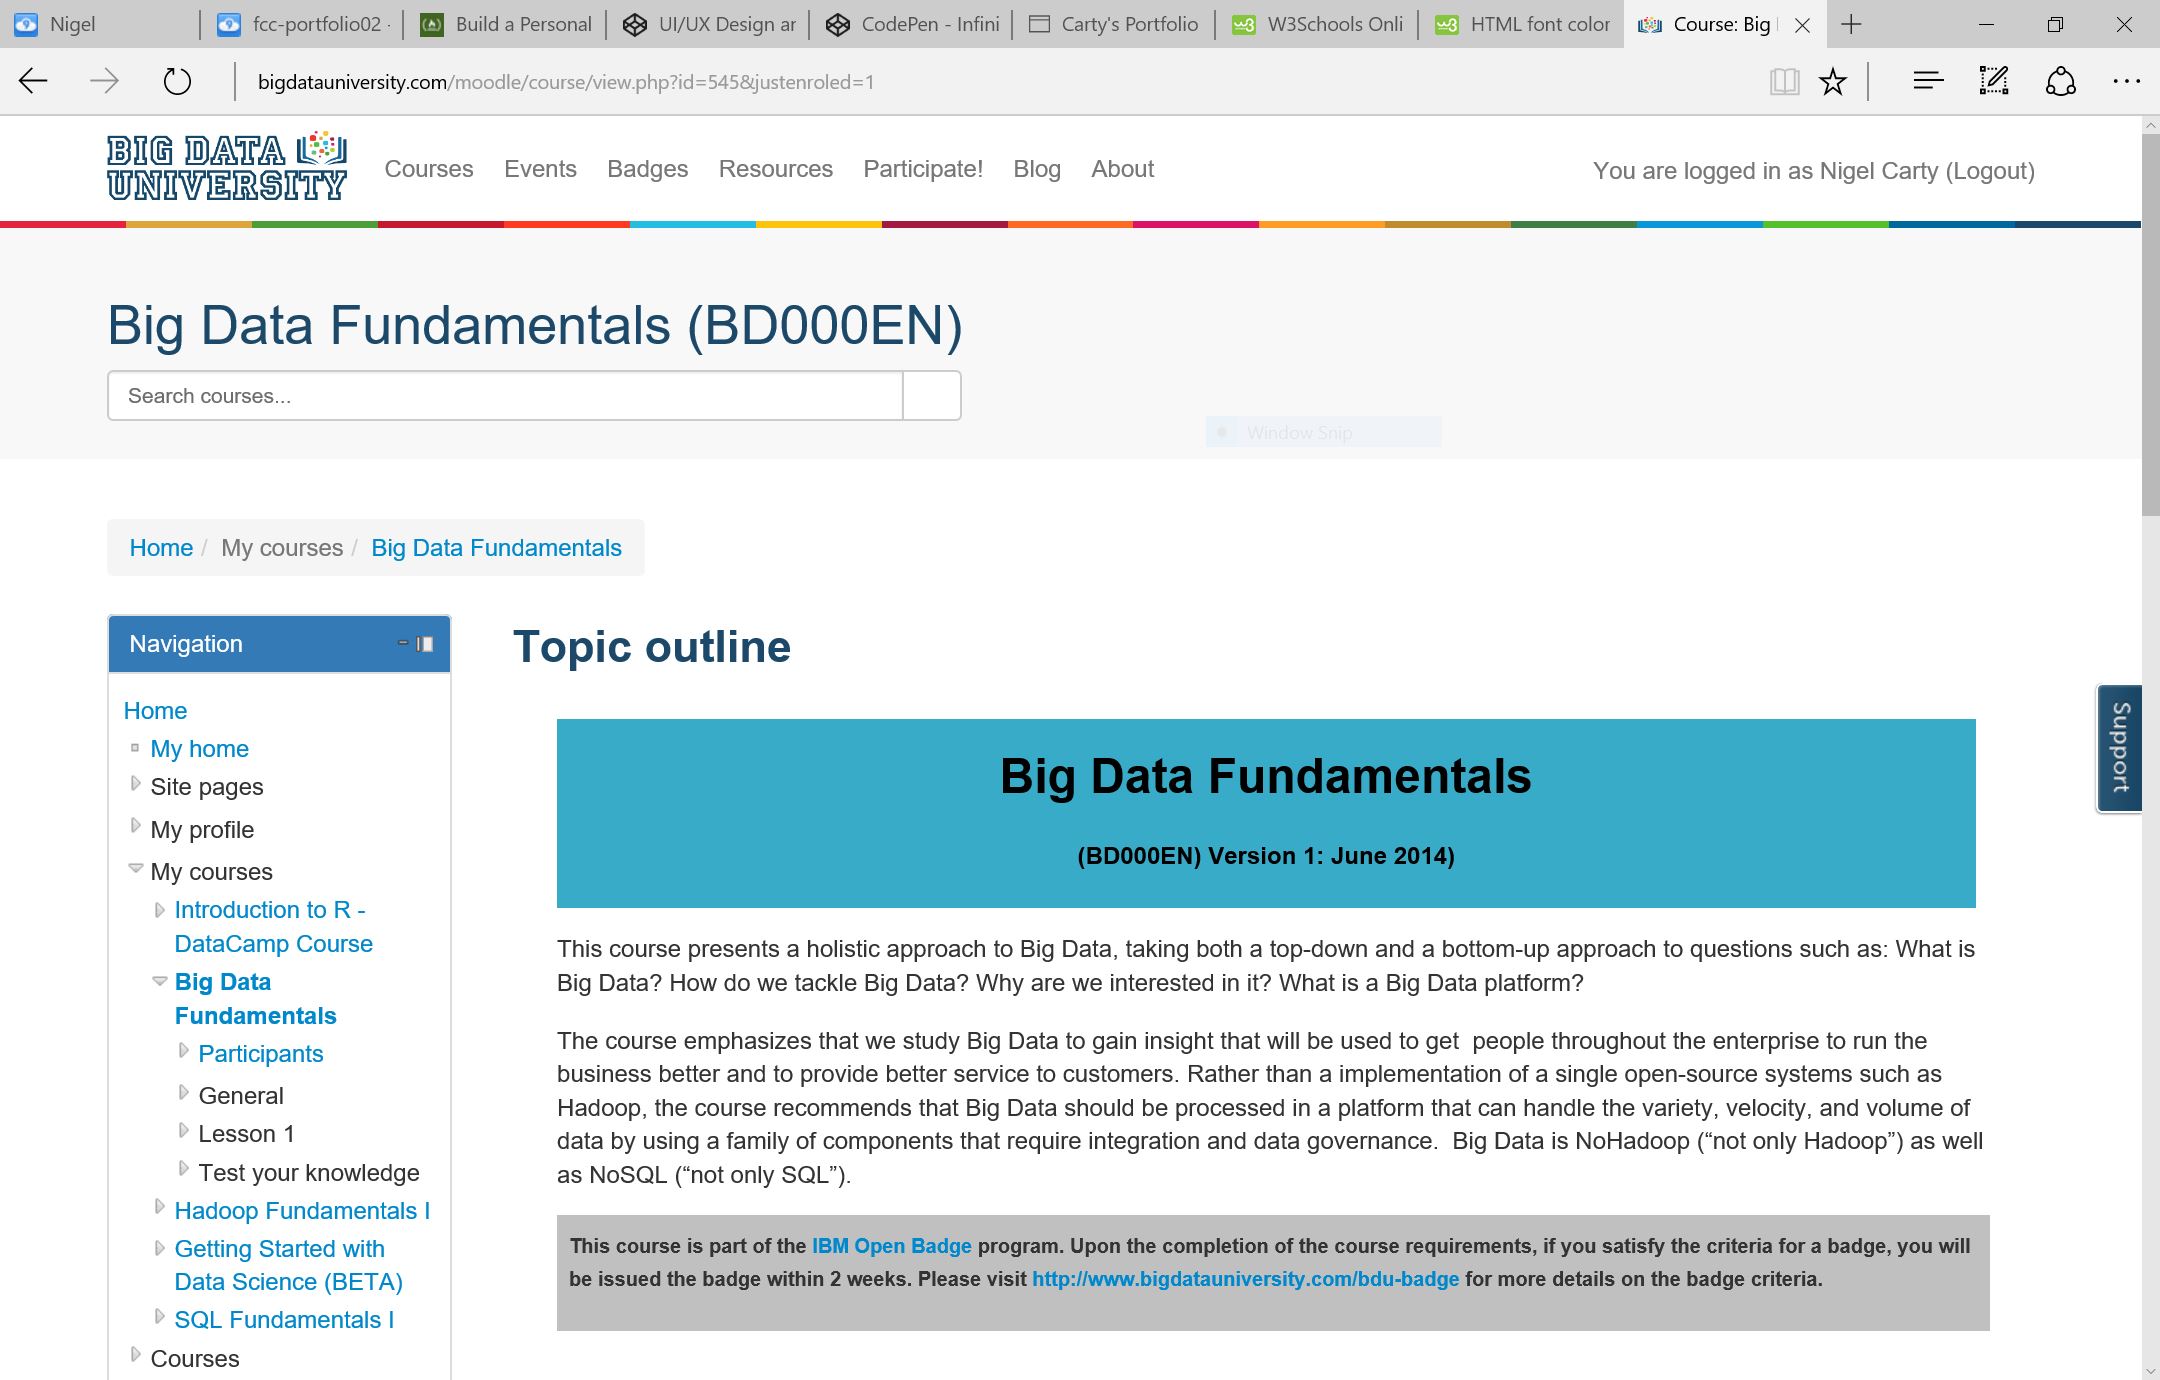 Nigel
fcc-portfolio02 -
Build a Personal
UI/UX Design ar
CodePen - Infini
Carty's Portfolio
W3Schools Onli
HTML font color
Course: Big
bigdatauniversity.com/moodle/course/view.php?id=545&justenroled=1
BIG DATA
UNIVERSITY
Courses Events Badges Resources Participate! Blog About
You are logged in as Nigel Carty (Logout)
Big Data Fundamentals (BD000EN)
Search courses...
Window Snip
Home / My courses / Big Data Fundamentals
Navigation
Home
My home
Site pages
My profile
My courses
Introduction to R -
DataCamp Course
Big Data
Fundamentals
Participants
General
Lesson 1
Test your knowledge
Hadoop Fundamentals I
Getting Started with
Data Science (BETA)
SQL Fundamentals I
Courses
Topic outline
Big Data Fundamentals
(BD000EN) Version 1: June 2014)
This course presents a holistic approach to Big Data, taking both a top-down and a bottom-up approach to questions such as: What is
Big Data? How do we tackle Big Data? Why are we interested in it? What is a Big Data platform?
The course emphasizes that we study Big Data to gain insight that will be used to get  people throughout the enterprise to run the
business better and to provide better service to customers. Rather than a implementation of a single open-source systems such as
Hadoop, the course recommends that Big Data should be processed in a platform that can handle the variety, velocity, and volume of
data by using a family of components that require integration and data governance.  Big Data is NoHadoop (“not only Hadoop”) as well
as NoSQL (“not only SQL”).
This course is part of the IBM Open Badge program. Upon the completion of the course requirements, if you satisfy the criteria for a badge, you will
be issued the badge within 2 weeks. Please visit http://www.bigdatauniversity.com/bdu-badge for more details on the badge criteria.
Support